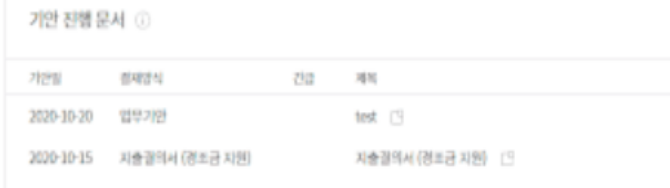 기안 진행 문서
기안일 결재양식 긴급 제목
2020-10-20 업무기안 test
2020-10-15 지출결의서 (경조금 지원) 지출결의서 (경조금 지원)